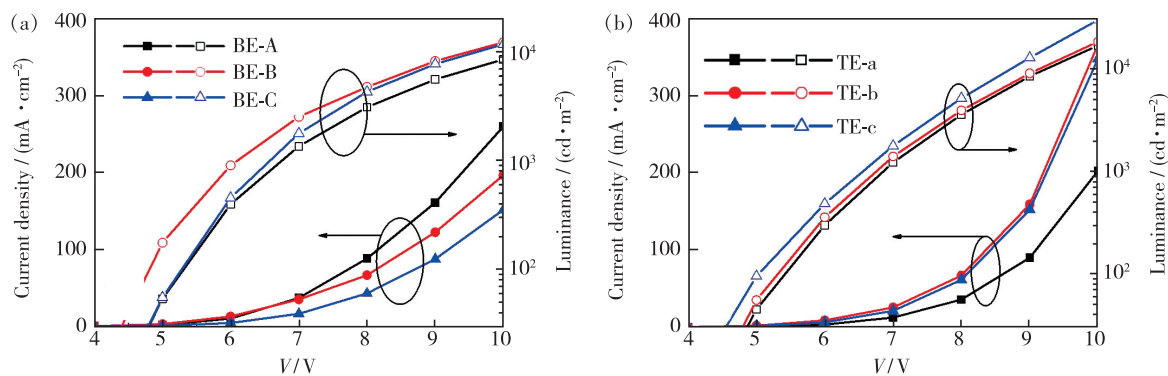 (a)
400
300
200
100
0
Current density / (mA · cm⁻²)
BE-A
BE-B
BE-C
10⁴
10³
10²
Luminance / (cd · m⁻²)
4 5 6 7 8 9 10
V / V
(b)
400
300
200
100
0
Current density / (mA · cm⁻²)
TE-a
TE-b
TE-c
10⁴
10³
10²
Luminance / (cd · m⁻²)
4 5 6 7 8 9 10
V / V